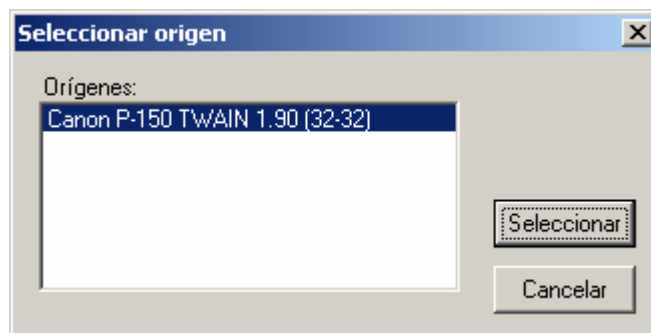 Seleccionar origen
Orígenes:
Canon P-150 TWAIN 1.90 (32-32)
Seleccionar
Cancelar